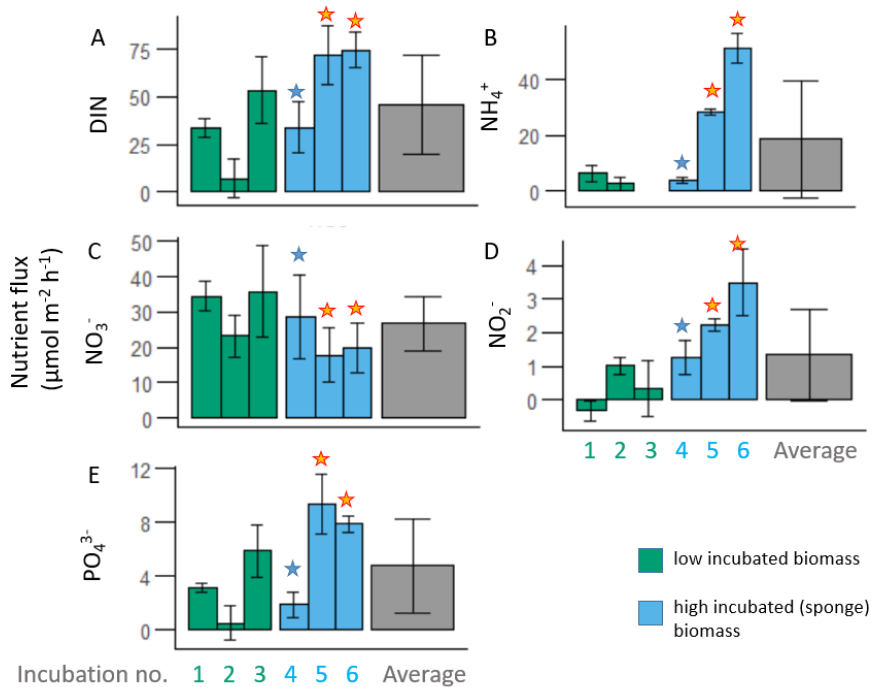 A
DIN
75
50
25
0
B
NH₄⁺
40
20
0
Nutrient flux
(µmol m⁻² h⁻¹)
C
NO₃⁻
50
40
30
20
10
0
D
NO₂⁻
4
3
2
1
0
1 2 3 4 5 6 Average
E
PO₄³⁻
12
8
4
0
Incubation no. 1 2 3 4 5 6 Average
low incubated biomass
high incubated (sponge)
biomass